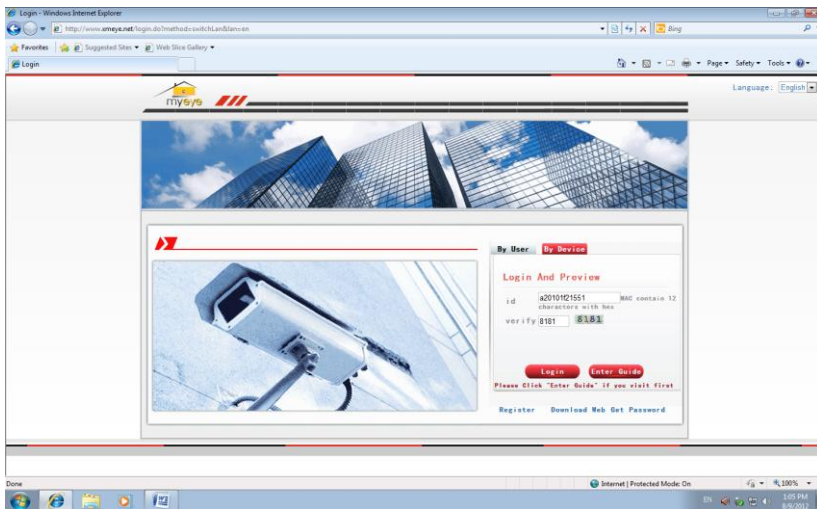 Login - Windows Internet Explorer
http://www.xmeye.net/login.do?method=switchLan&lan=en
Bing
Favorites Suggested Sites Web Slice Gallery
Login
Page Safety Tools
Language: English
myeye
By User By Device
Login And Preview
id a20101f21551 MAC contain 12
charactors with hex
verify 8181 8181
Login Enter Guide
Please Click "Enter Guide" if you visit first
Register Download Web Get Password
Done Internet | Protected Mode: On 100%
EN 1:05 PM
8/9/2012